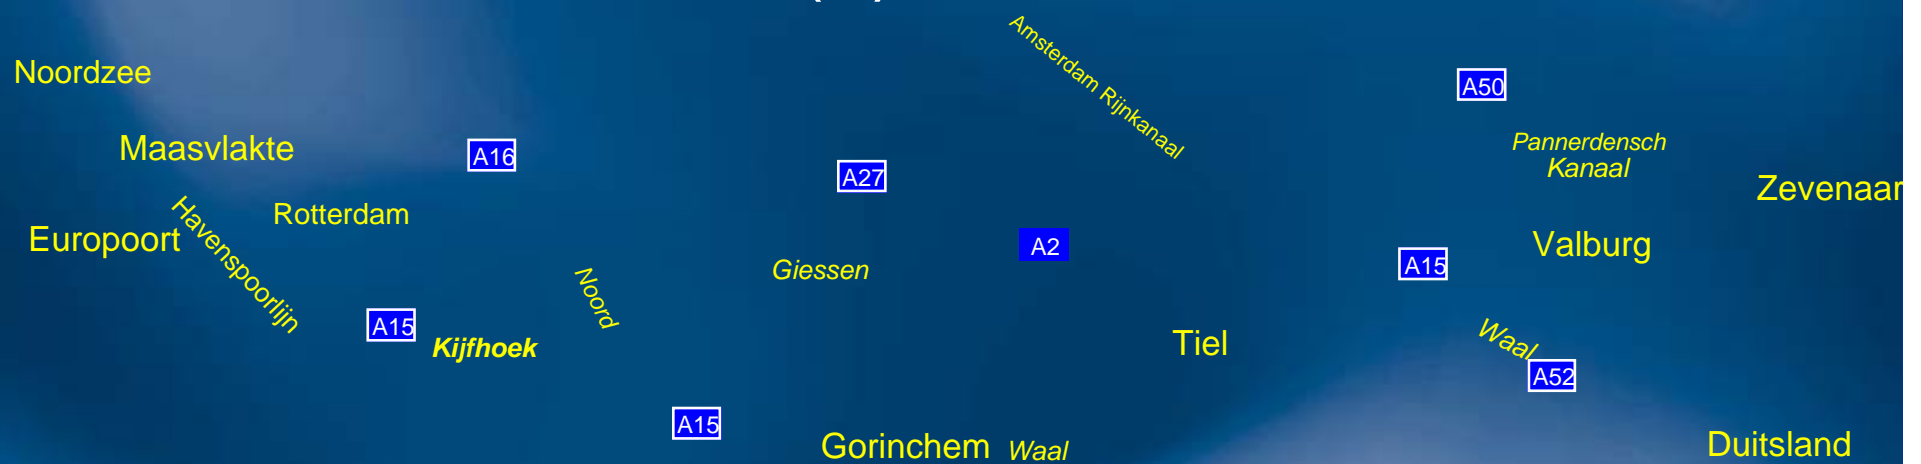 Noordzee
Amsterdam Rijnkanaal
A50
Maasvlakte
A16
A27
Pannerdensch
Kanaal
Zevenaar
Rotterdam
Europoort
Havenspoorlijn
A2
Valburg
A15
Giessen
Noord
A15
Kijfhoek
Tiel
Waal
A52
A15
Gorinchem
Waal
Duitsland